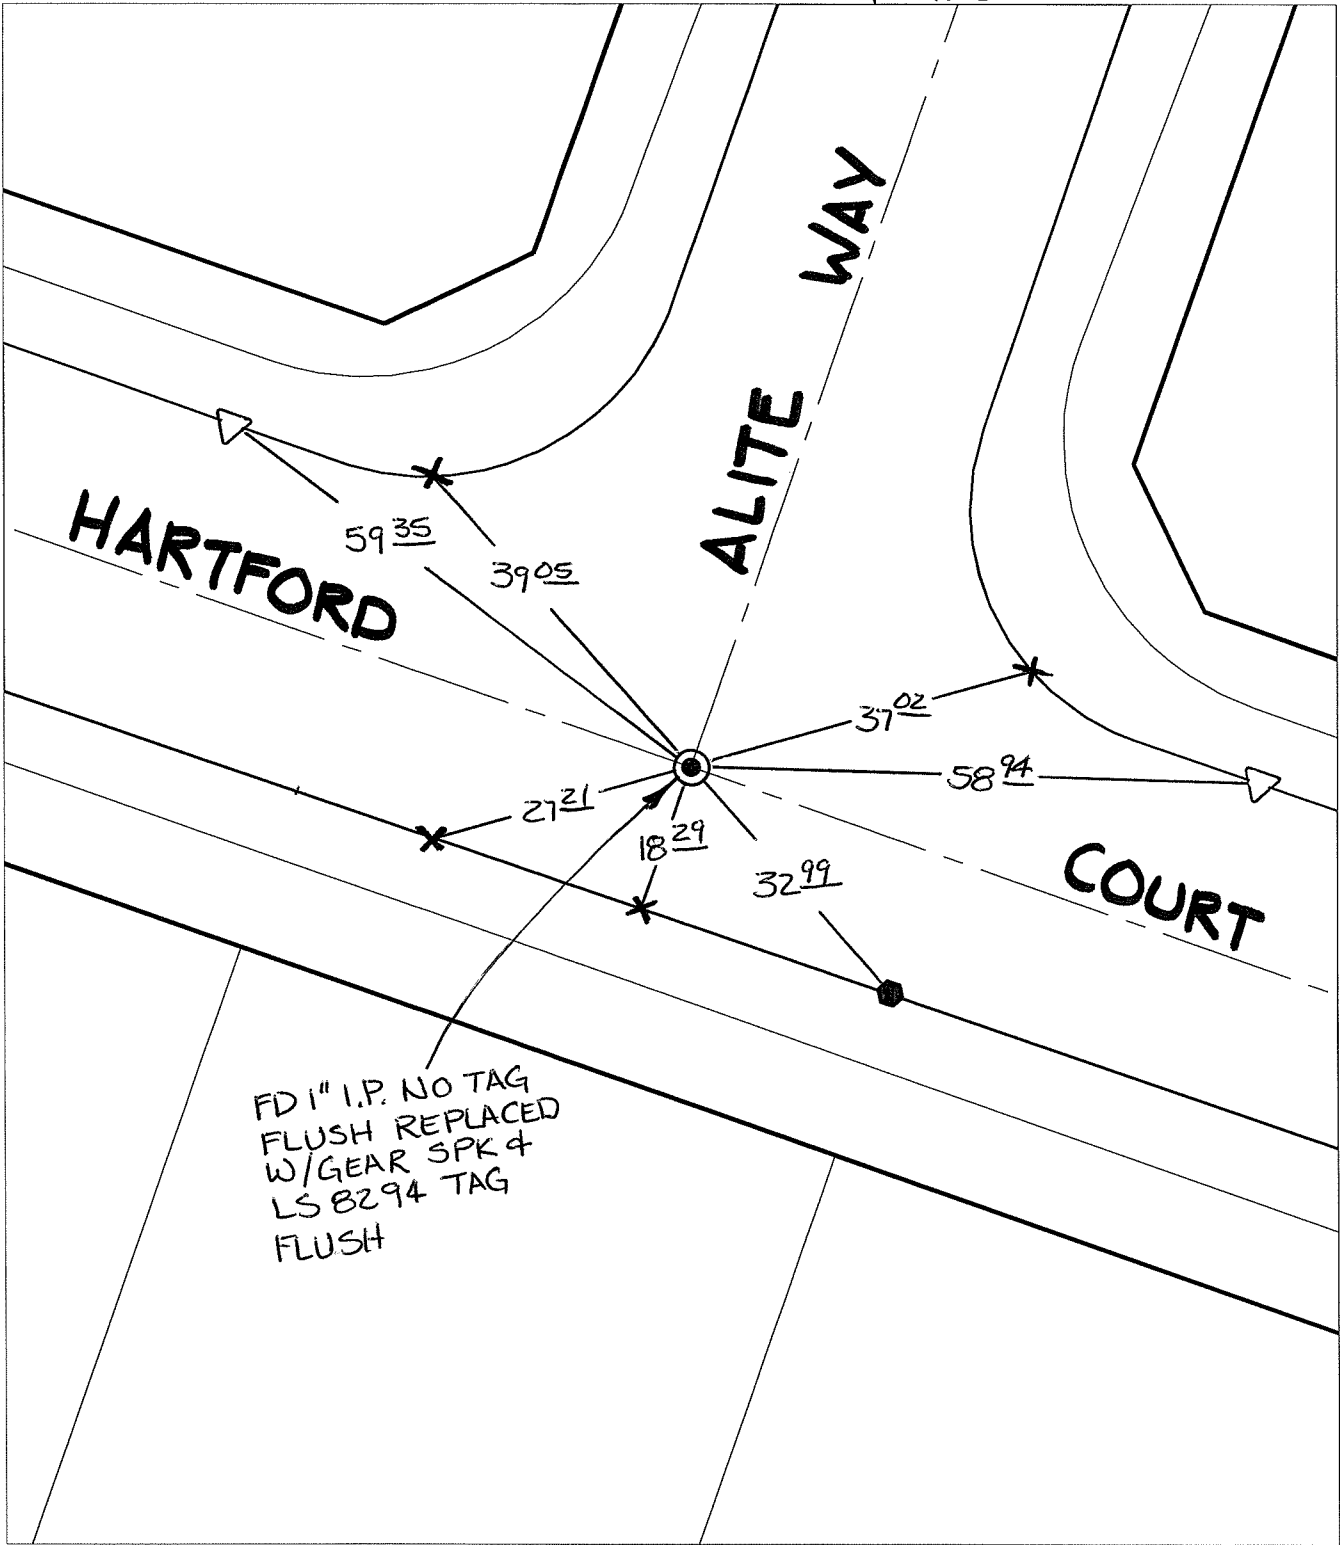 WAY
ALITE
HARTFORD
59 35
39 05
37 02
58 94
27 21
18 29
32 99
COURT
FD 1" I.P. NO TAG
FLUSH REPLACED
W/GEAR SPK &
LS 8294 TAG
FLUSH